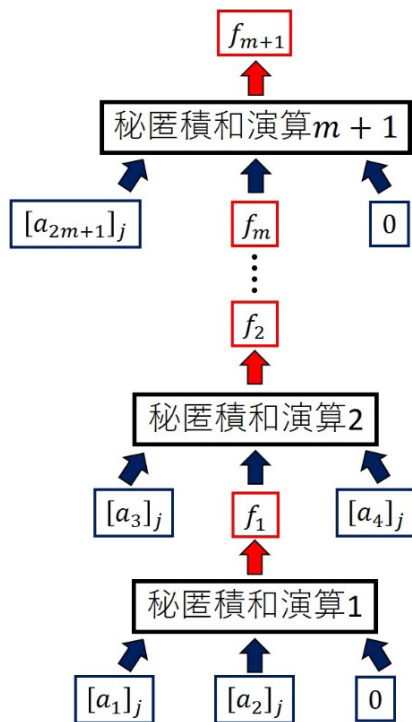 f_{m+1}
秘匿積和演算m + 1
[a_{2m+1}]_j f_m 0
f_2
秘匿積和演算2
[a_3]_j f_1 [a_4]_j
秘匿積和演算1
[a_1]_j [a_2]_j 0